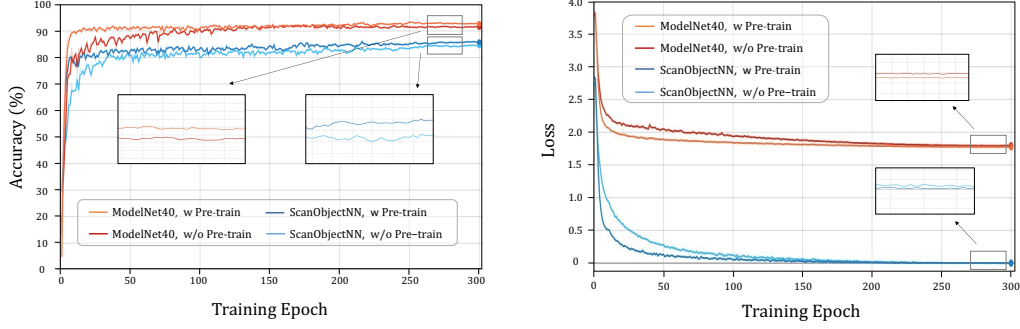 100
90
80
70
60
50
40
30
20
10
0
0
50
100
150
200
250
300
Accuracy (%)
Training Epoch
ModelNet40, w Pre-train
ScanObjectNN, w Pre-train
ModelNet40, w/o Pre-train
ScanObjectNN, w/o Pre−train
4.0
3.0
2.0
2.5
2.0
1.5
1.0
0.5
0
0
50
100
150
200
250
300
Loss
Training Epoch
ModelNet40, w Pre-train
ModelNet40, w/o Pre-train
ScanObjectNN, w Pre-train
ScanObjectNN, w/o Pre−train